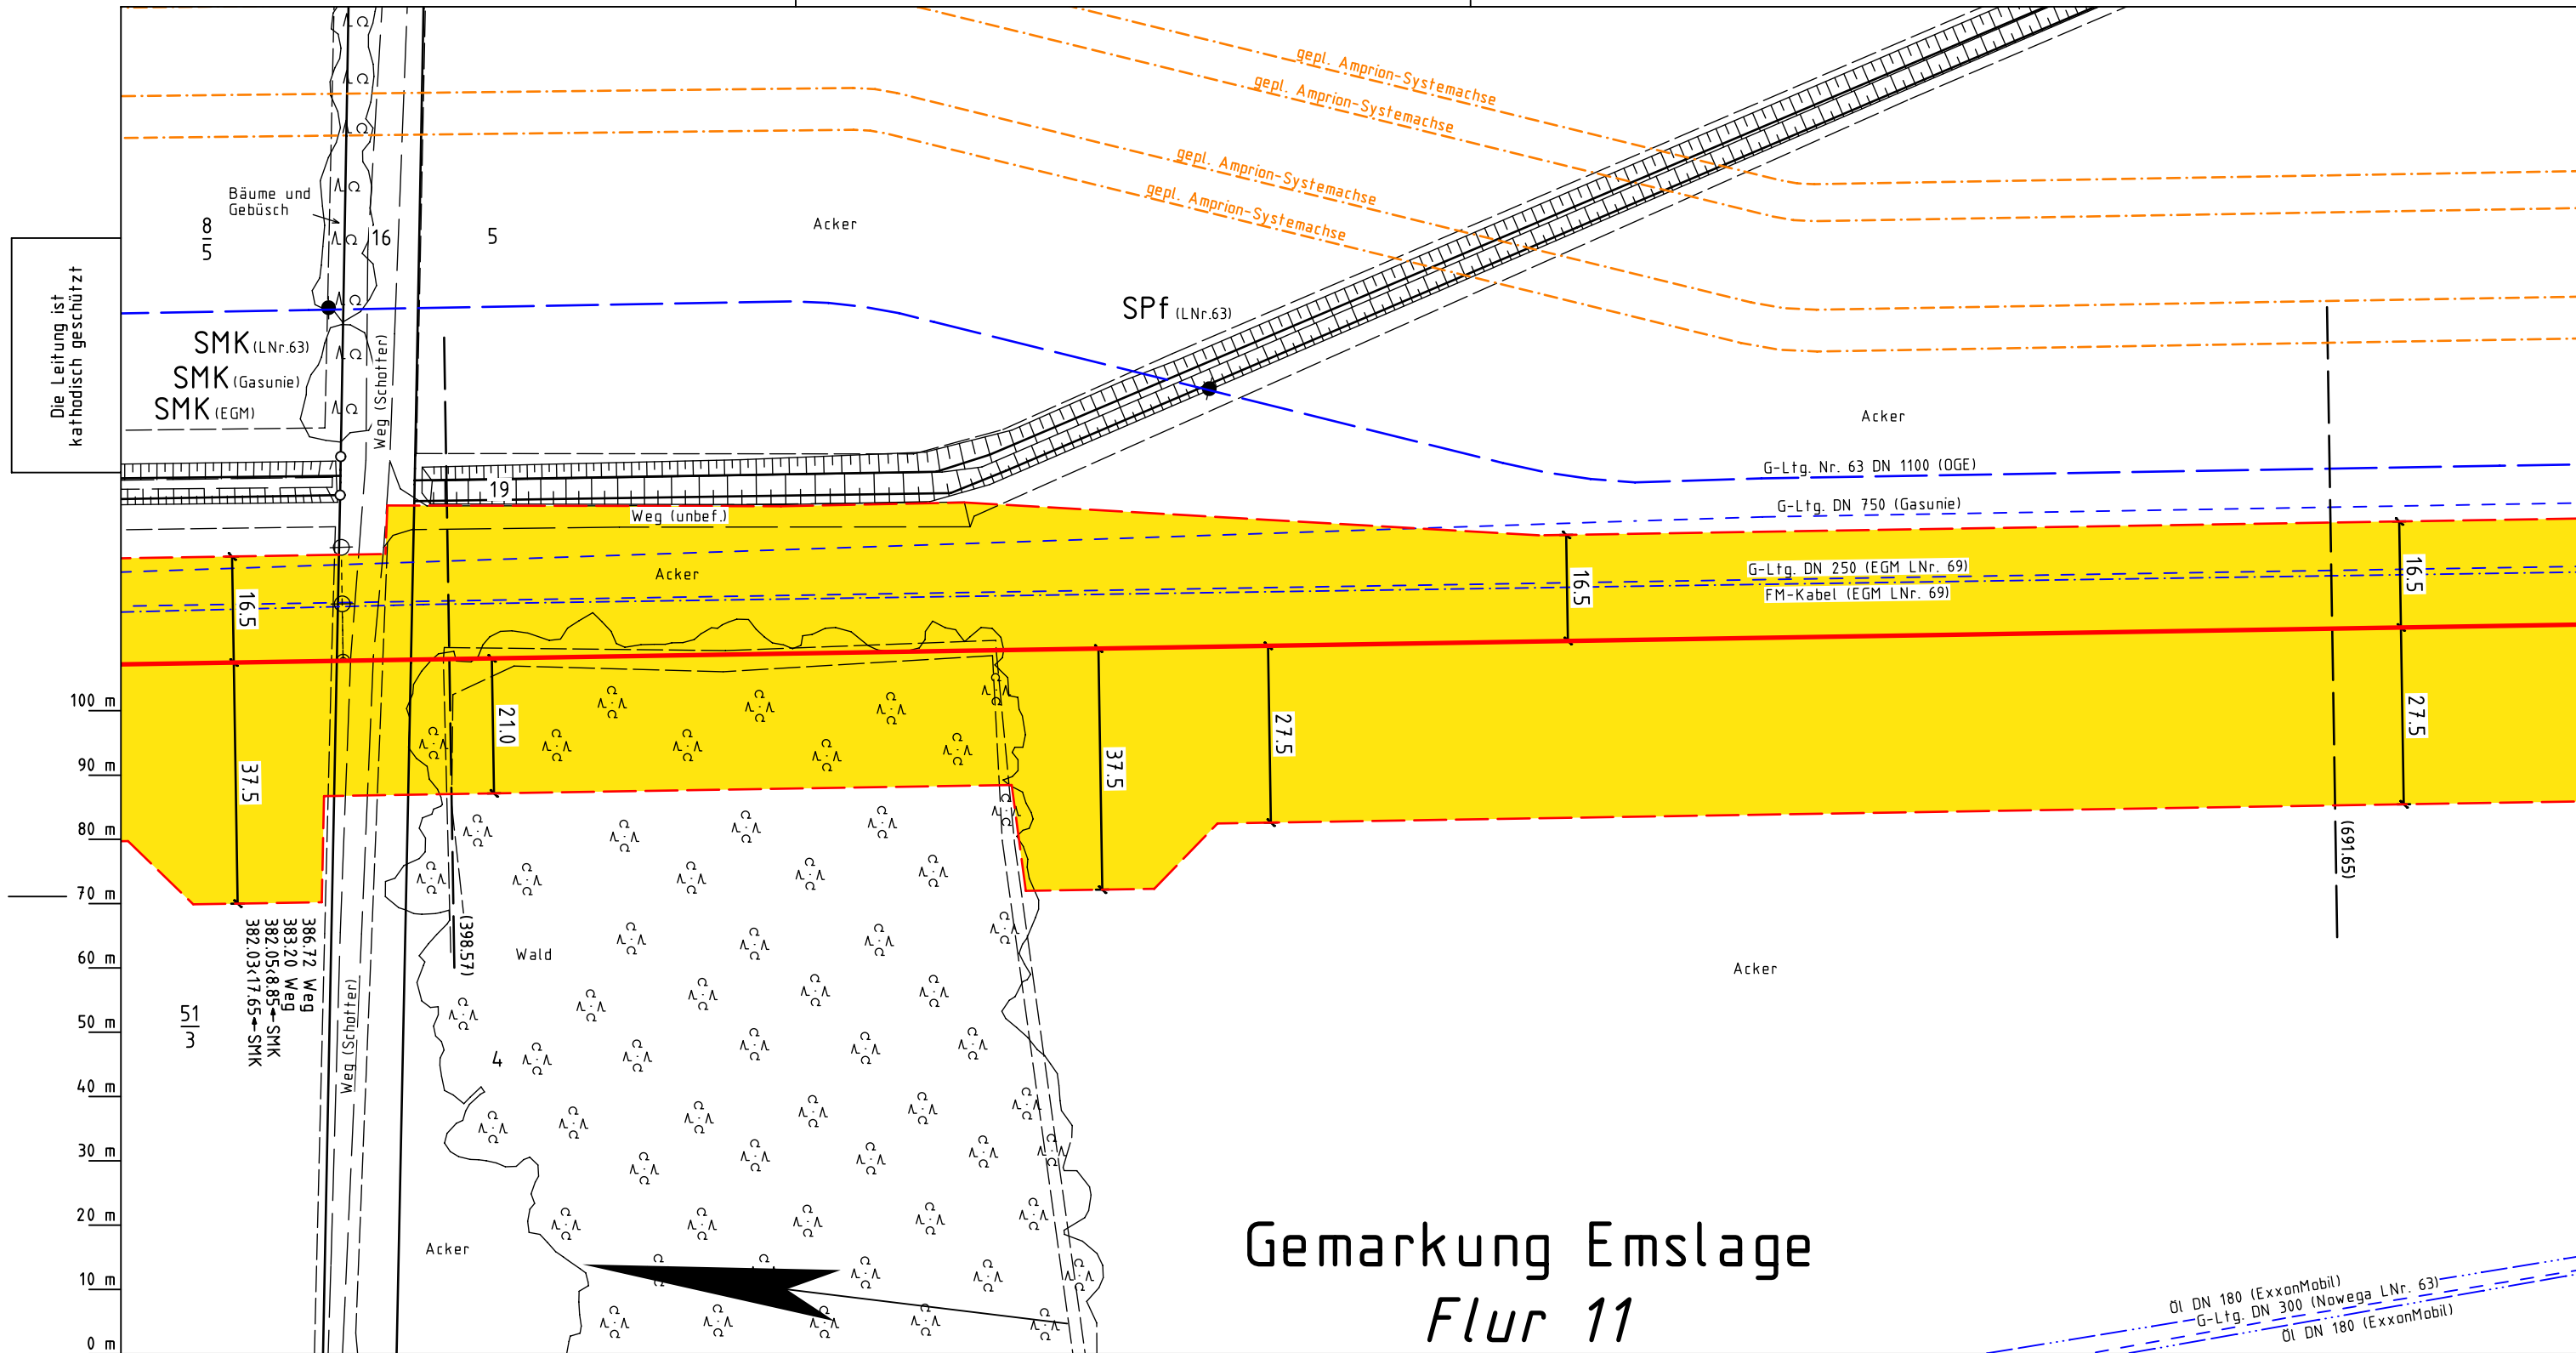 gepl. Amprion-Systemachse
gepl. Amprion-Systemachse
gepl. Amprion-Systemachse
gepl. Amprion-Systemachse
Bäume und
Gebüsch
8
5
16
5
Acker
Die Leitung ist
kathodisch geschützt
SMK (LNr.63)
SMK (Gasunie)
SMK (EGM)
Weg (Schotter)
SPf (LNr.63)
Acker
G-Ltg. Nr. 63 DN 1100 (OGE)
G-Ltg. DN 750 (Gasunie)
19
Weg (unbef.)
Acker
G-Ltg. DN 250 (EGM LNr. 69)
FM-Kabel (EGM LNr. 69)
16.5
16.5
16.5
21.0
37.5
37.5
27.5
27.5
100 m
90 m
80 m
70 m
60 m
50 m
40 m
30 m
20 m
10 m
0 m
(691.65)
(398.57)
386.72 Weg
383.20 Weg
382.05<8.85←SMK
382.03<17.65←SMK
Wald
Acker
51
3
4
Weg (Schotter)
Acker
Gemarkung Emslage
Flur 11
Öl DN 180 (ExxonMobil)
G-Ltg. DN 300 (Nowega LNr. 63)
Öl DN 180 (ExxonMobil)